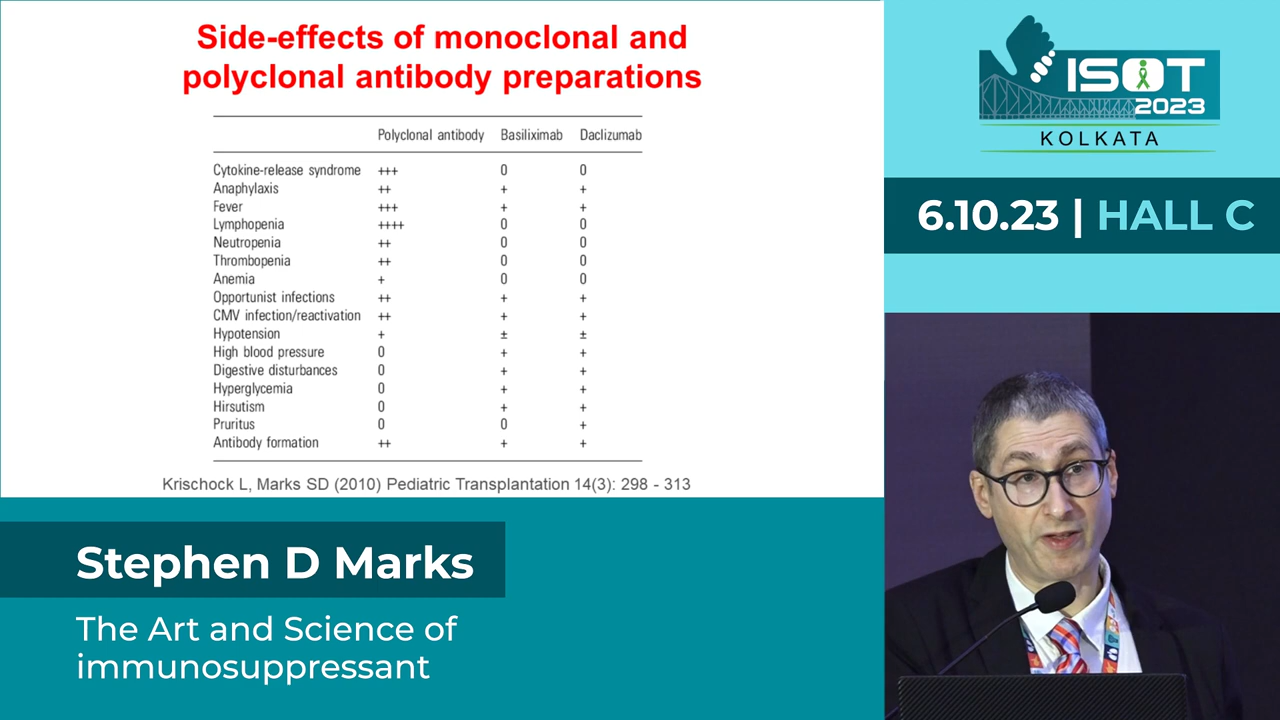 Side-effects of monoclonal and
polyclonal antibody preparations
Polyclonal antibody Basiliximab Daclizumab
Cytokine-release syndrome +++ 0 0
Anaphylaxis ++ + +
Fever +++ + +
Lymphopenia ++++ 0 0
Neutropenia ++ 0 0
Thrombopenia ++ 0 0
Anemia + 0 0
Opportunist infections ++ + +
CMV infection/reactivation ++ + +
Hypotension + ± ±
High blood pressure 0 + +
Digestive disturbances 0 + +
Hyperglycemia 0 + +
Hirsutism 0 + +
Pruritus 0 0 +
Antibody formation ++ + +
Krischock L, Marks SD (2010) Pediatric Transplantation 14(3): 298 - 313
ISOT
2023
KOLKATA
6.10.23 | HALL C
Stephen D Marks
The Art and Science of
immunosuppressant